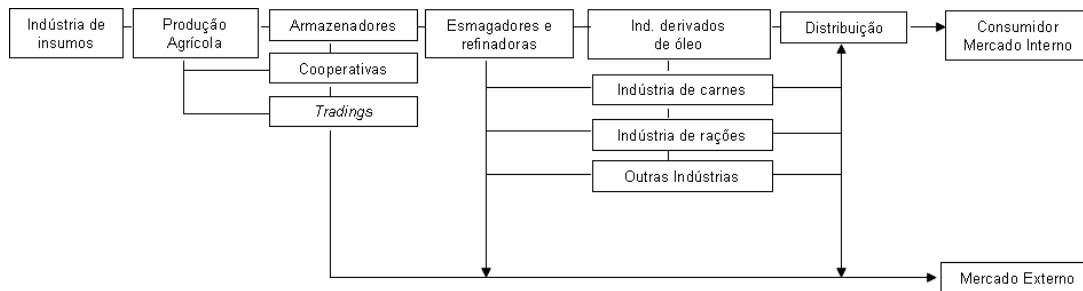 Indústria de
insumos
Produção
Agrícola
Armazenadores
Cooperativas
Tradings
Esmagadores e
refinadoras
Ind. derivados
de óleo
Indústria de carnes
Indústria de rações
Outras Indústrias
Distribuição
Consumidor
Mercado Interno
Mercado Externo